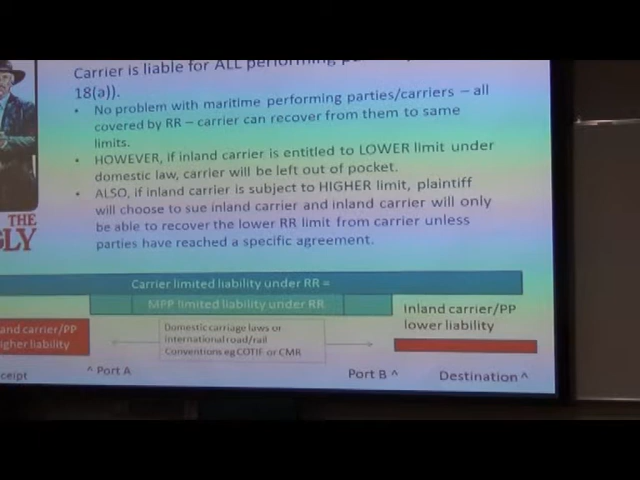 Carrier is liable for ALL performing
18(a)).
• No problem with maritime performing parties/carriers – all
covered by RR – carrier can recover from them to same
limits.
• HOWEVER, if inland carrier is entitled to LOWER limit under
domestic law, carrier will be left out of pocket.
• ALSO, if inland carrier is subject to HIGHER limit, plaintiff
will choose to sue inland carrier and inland carrier will only
be able to recover the lower RR limit from carrier unless
parties have reached a specific agreement.
THE
GLY
Carrier limited liability under RR =
MPP limited liability under RR
Inland carrier/PP
lower liability
and carrier/PP
igher liability
Domestic carriage laws or
international road/rail
Conventions eg COTIF or CMR
ceipt
^ Port A
Port B ^
Destination ^